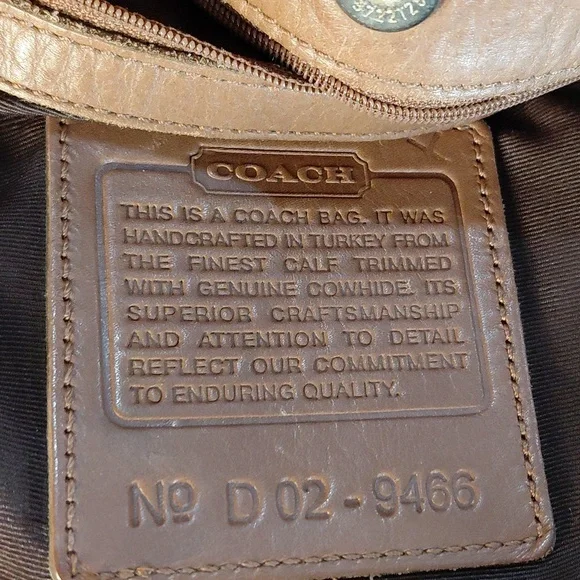 COACH
THIS IS A COACH BAG. IT WAS
HANDCRAFTED IN TURKEY FROM
THE FINEST CALF TRIMMED
WITH GENUINE COWHIDE. ITS
SUPERIOR CRAFTSMANSHIP
AND ATTENTION TO DETAIL
REFLECT OUR COMMITMENT
TO ENDURING QUALITY.
Nº D 02 - 9466